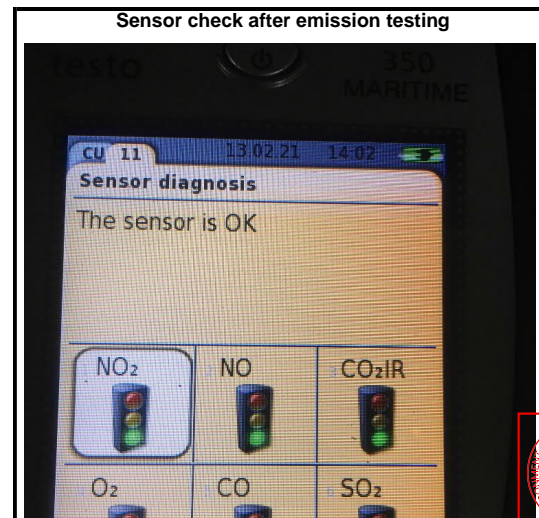 Sensor check after emission testing
testo
350
MARITIME
CU 11 13.02.21 14:02
Sensor diagnosis
The sensor is OK
NO₂ NO CO₂IR
O₂ CO SO₂